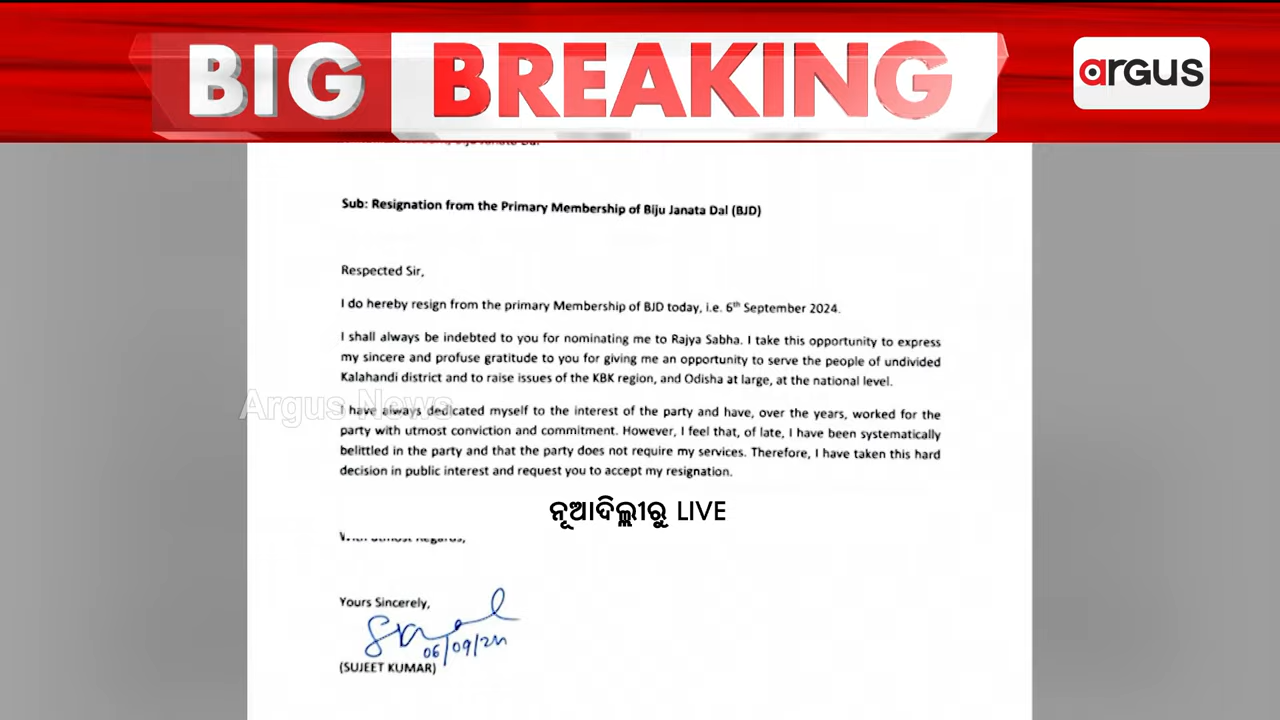 BIG BREAKING
argus
Sub: Resignation from the Primary Membership of Biju Janata Dal (BJD)
Respected Sir,
I do hereby resign from the primary Membership of BJD today, i.e. 6th September 2024.
I shall always be indebted to you for nominating me to Rajya Sabha. I take this opportunity to express
my sincere and profuse gratitude to you for giving me an opportunity to serve the people of undivided
Kalahandi district and to raise issues of the KBK region, and Odisha at large, at the national level.
Argus News
I have always dedicated myself to the interest of the party and have, over the years, worked for the
party with utmost conviction and commitment. However, I feel that, of late, I have been systematically
belittled in the party and that the party does not require my services. Therefore, I have taken this hard
decision in public interest and request you to accept my resignation.
ନୂଆଦିଲ୍ଲୀରୁ LIVE
Regards,
Yours Sincerely,
06/09/24
(SUJEET KUMAR)